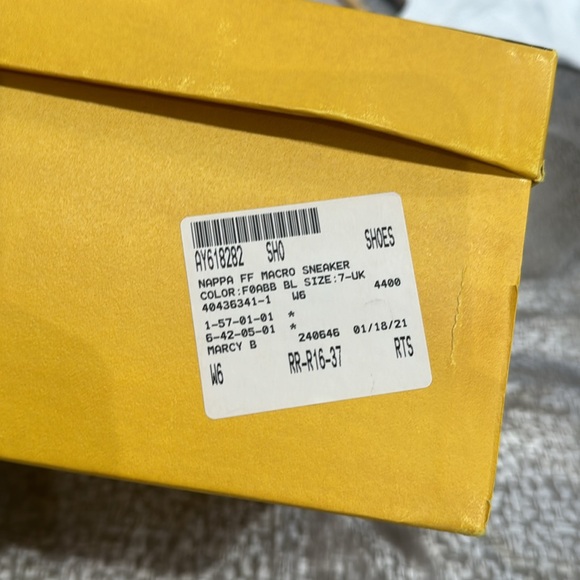 AY618282 SHO SHOES
NAPPA FF MACRO SNEAKER
COLOR:F0ABB BL SIZE:7-UK 4400
40436341-1 W6
1-57-01-01 *
6-42-05-01 *
MARCY B 240646 01/18/21
W6 RR-R16-37 RTS